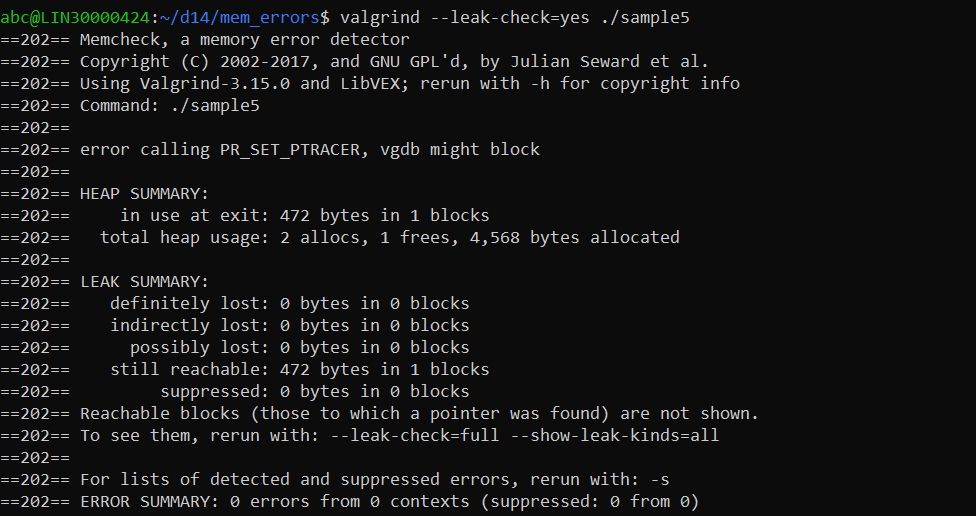 abc@LIN30000424:~/d14/mem_errors$ valgrind --leak-check=yes ./sample5
==202== Memcheck, a memory error detector
==202== Copyright (C) 2002-2017, and GNU GPL'd, by Julian Seward et al.
==202== Using Valgrind-3.15.0 and LibVEX; rerun with -h for copyright info
==202== Command: ./sample5
==202==
==202== error calling PR_SET_PTRACER, vgdb might block
==202==
==202== HEAP SUMMARY:
==202==     in use at exit: 472 bytes in 1 blocks
==202==   total heap usage: 2 allocs, 1 frees, 4,568 bytes allocated
==202==
==202== LEAK SUMMARY:
==202==    definitely lost: 0 bytes in 0 blocks
==202==    indirectly lost: 0 bytes in 0 blocks
==202==      possibly lost: 0 bytes in 0 blocks
==202==    still reachable: 472 bytes in 1 blocks
==202==         suppressed: 0 bytes in 0 blocks
==202== Reachable blocks (those to which a pointer was found) are not shown.
==202== To see them, rerun with: --leak-check=full --show-leak-kinds=all
==202==
==202== For lists of detected and suppressed errors, rerun with: -s
==202== ERROR SUMMARY: 0 errors from 0 contexts (suppressed: 0 from 0)